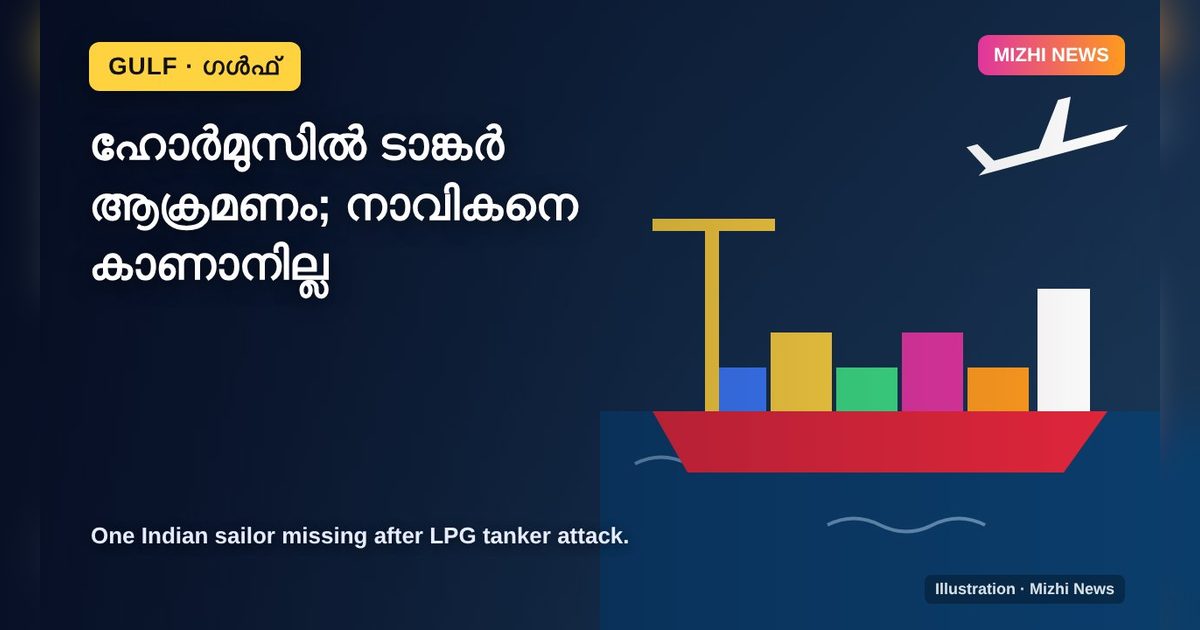 GULF · ഗൾഫ്
MIZHI NEWS
ഹോർമുസിൽ ടാങ്കർ
ആക്രമണം; നാവികനെ
കാണാനില്ല
One Indian sailor missing after LPG tanker attack.
Illustration · Mizhi News